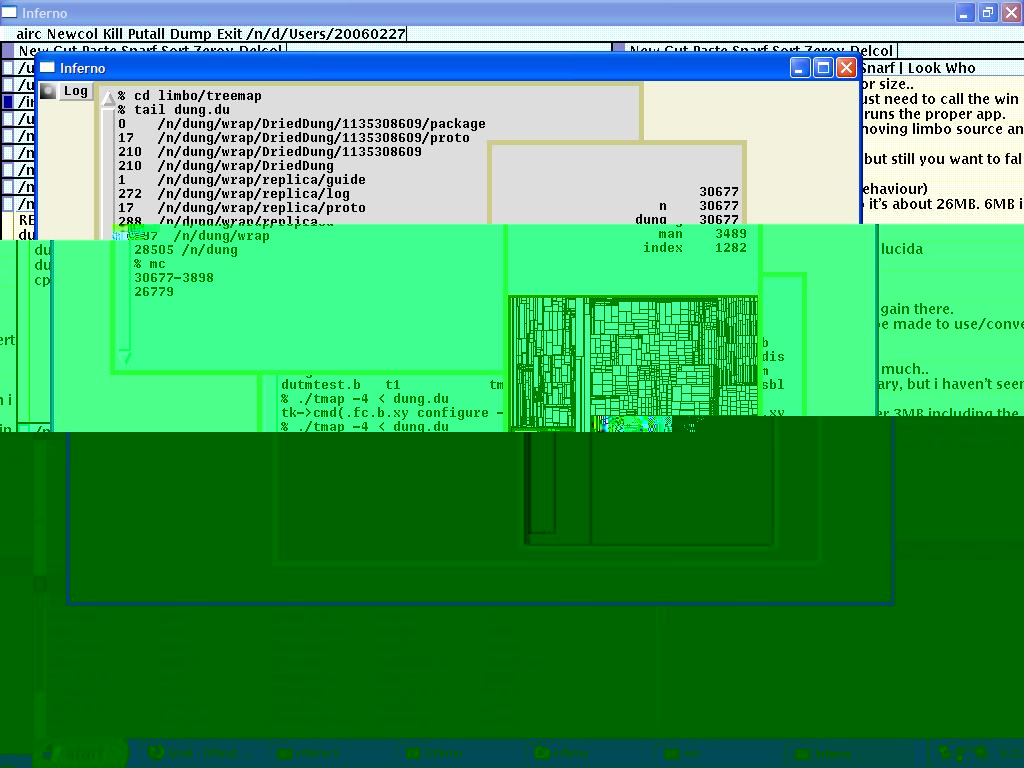 Inferno
airc Newcol Kill Putall Dump Exit /n/d/Users/20060227
New Cut Paste Snarf Sort Zerox Delcol
New Cut Paste Snarf Sort Zerox Delcol
Snarf | Look Who
or size..
ust need to call the win
runs the proper app.
noving limbo source an
but still you want to fal
ehaviour)
it's about 26MB. 6MB i
Inferno
Log
% cd limbo/treemap
% tail dung.du
0 /n/dung/wrap/DriedDung/1135308609/package
17 /n/dung/wrap/DriedDung/1135308609/proto
210 /n/dung/wrap/DriedDung/1135308609
210 /n/dung/wrap/DriedDung
1 /n/dung/wrap/replica/guide
272 /n/dung/wrap/replica/log
17 /n/dung/wrap/replica/proto
288 /n/dung/wrap/replica
/n/dung/wrap
28505 /n/dung
% mc
30677-3898
26779
30677
n 30677
dung 30677
man 3489
index 1282
RE
du
du
du
cp
lucida
gain there.
e made to use/conve
much..
ary, but i haven't seen
er 3MB including the
ert
dis
sbl
.xy
dutmtest.b t1 tm
% ./tmap -4 < dung.du
tk->cmd(.fc.b.xy configure -
% ./tmap -4 < dung.du